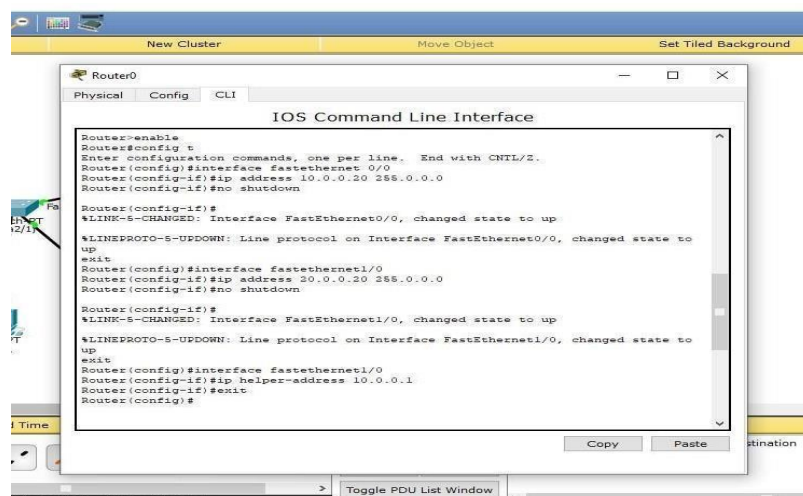 New Cluster Move Object Set Tiled Background
Router0
Physical Config CLI
IOS Command Line Interface
Router>enable
Router#config t
Enter configuration commands, one per line. End with CNTL/Z.
Router(config)#interface fastethernet 0/0
Router(config-if)#ip address 10.0.0.20 255.0.0.0
Router(config-if)#no shutdown
Router(config-if)#
%LINK-5-CHANGED: Interface FastEthernet0/0, changed state to up
%LINEPROTO-5-UPDOWN: Line protocol on Interface FastEthernet0/0, changed state to
up
exit
Router(config)#interface fastethernet1/0
Router(config-if)#ip address 20.0.0.20 255.0.0.0
Router(config-if)#no shutdown
Router(config-if)#
%LINK-5-CHANGED: Interface FastEthernet1/0, changed state to up
%LINEPROTO-5-UPDOWN: Line protocol on Interface FastEthernet1/0, changed state to
up
exit
Router(config)#interface fastethernet1/0
Router(config-if)#ip helper-address 10.0.0.1
Router(config-if)#exit
Router(config)#
Copy Paste
Time
Toggle PDU List Window